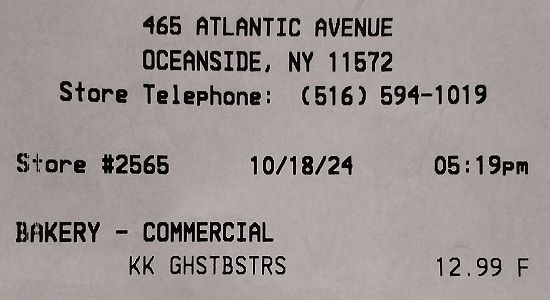 465 ATLANTIC AVENUE
OCEANSIDE, NY 11572
Store Telephone: (516) 594-1019
Store #2565 10/18/24 05:19pm
BAKERY - COMMERCIAL
KK GHSTBSTRS 12.99 F